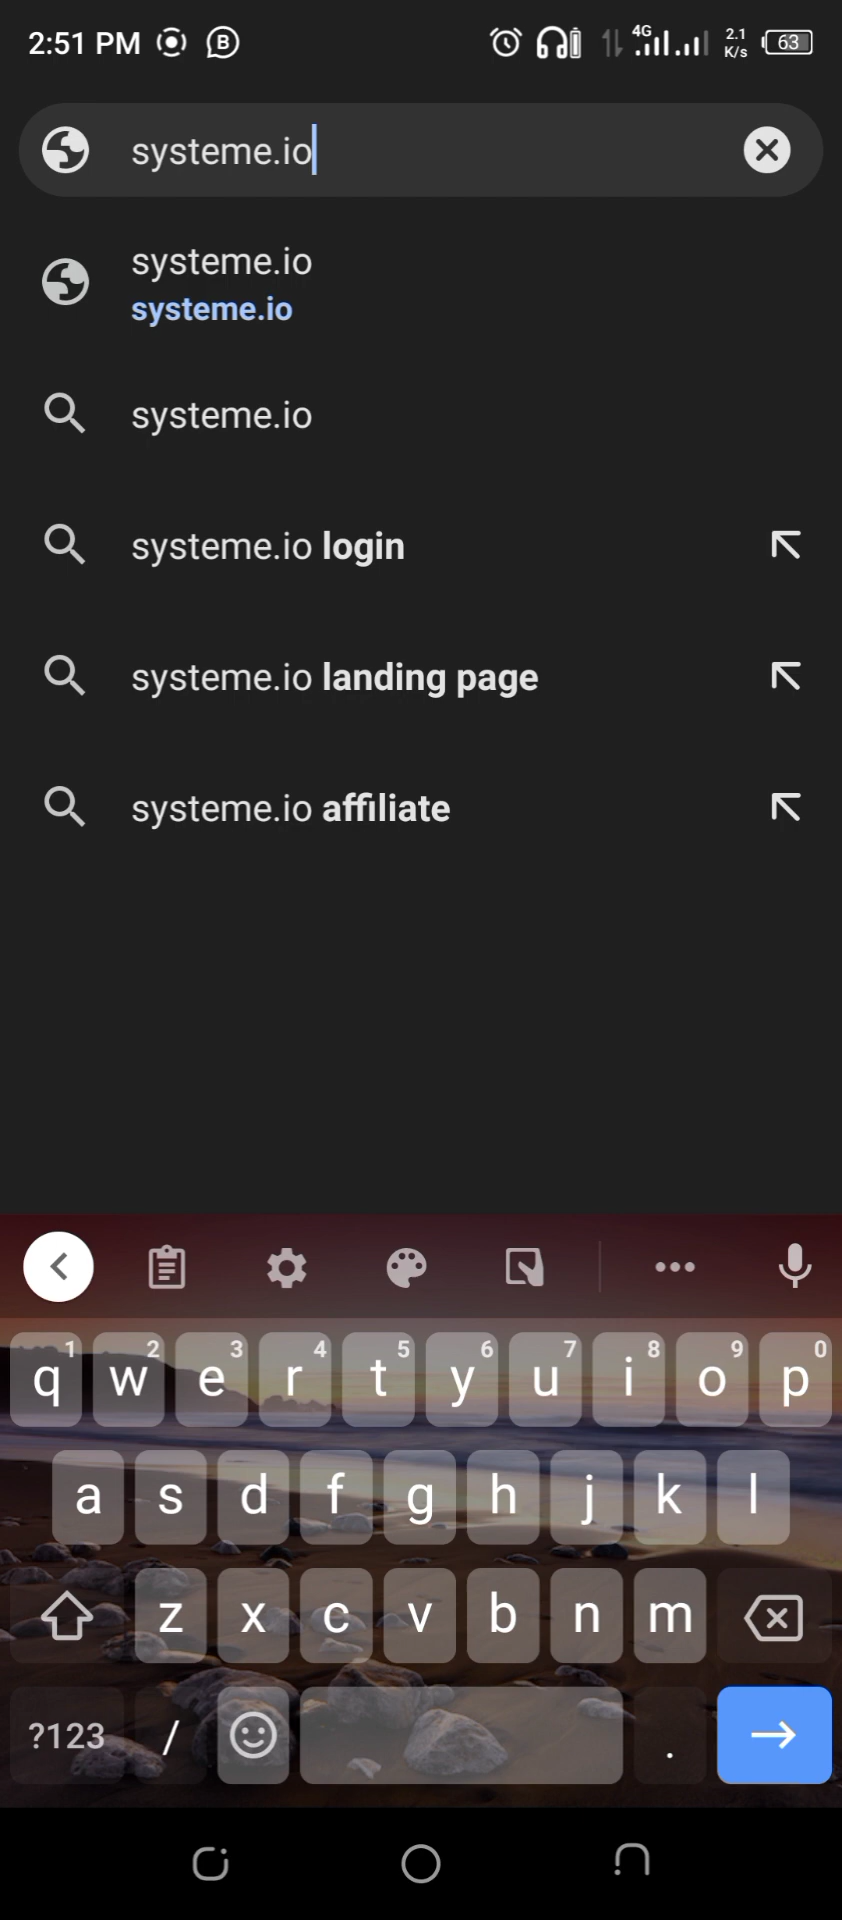 2:51 PM B 4G 2.1 K/s 63
systeme.io
systeme.io
systeme.io
systeme.io
systeme.io login
systeme.io landing page
systeme.io affiliate
1 2 3 4 5 6 7 8 9 0
q w e r t y u i o p
a s d f g h j k l
z x c v b n m
?123 / .